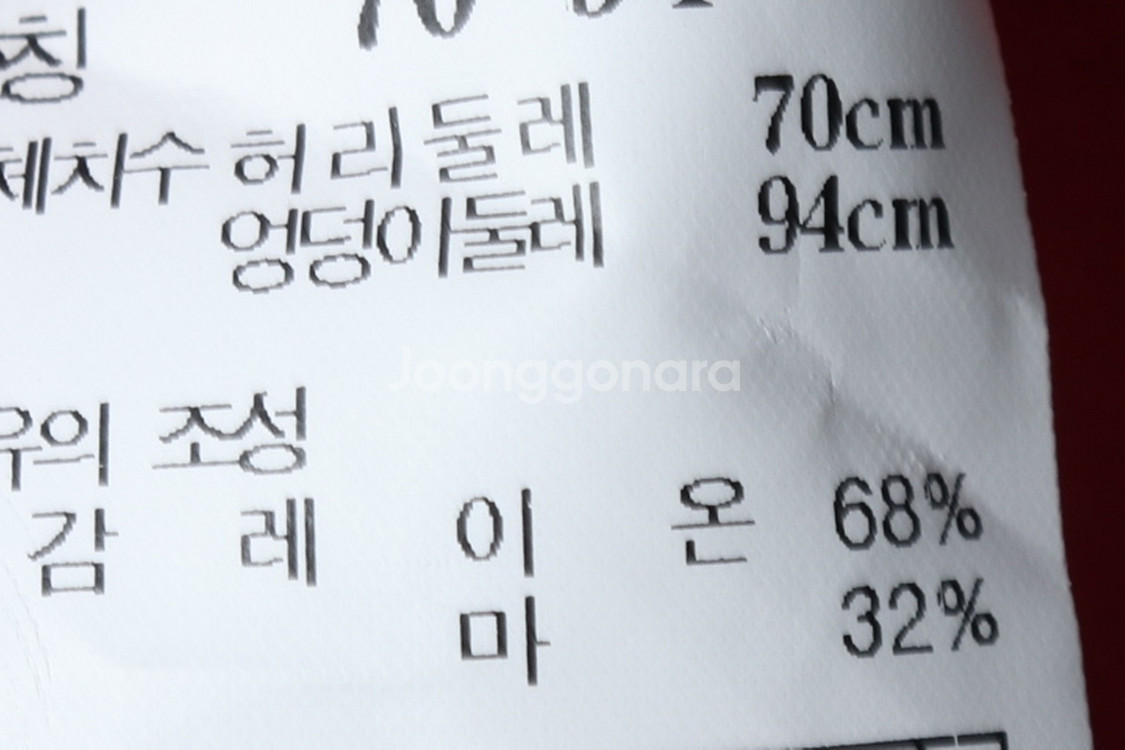 칭
체치수 허리둘레 70cm
엉덩이둘레 94cm
Joonggonara
우의 조성
감 레이온 68%
마 32%